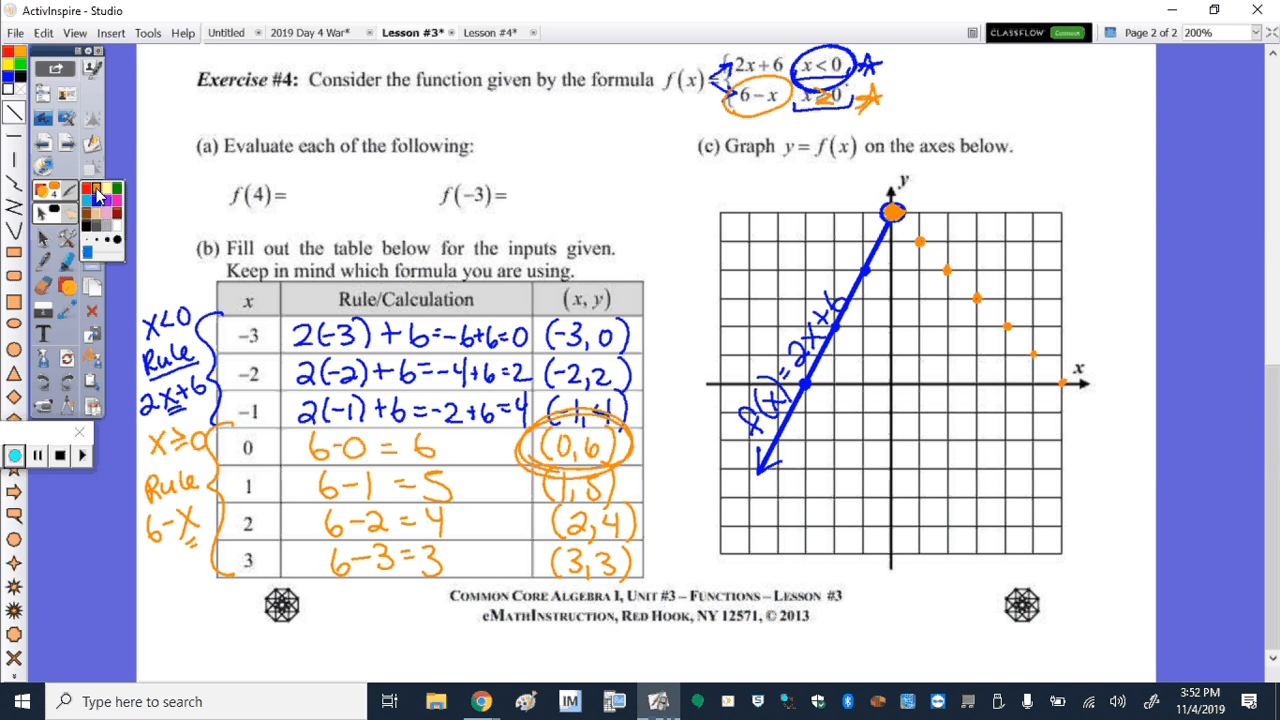 ActivInspire - Studio
File Edit View Insert Tools Help Untitled 2019 Day 4 War* Lesson #3* Lesson #4* CLASSFLOW Connect Page 2 of 2 200%
Exercise #4: Consider the function given by the formula f(x) = { 2x+6 x<0
6-x x≥0
(a) Evaluate each of the following:
f(4)= f(-3)=
(b) Fill out the table below for the inputs given.
Keep in mind which formula you are using.
x Rule/Calculation (x, y)
-3 2(-3)+6=-6+6=0 (-3,0)
-2 2(-2)+6=-4+6=2 (-2,2)
-1 2(-1)+6=-2+6=4 (-1,4)
0 6-0=6 (0,6)
1 6-1=5 (1,5)
2 6-2=4 (2,4)
3 6-3=3 (3,3)
x<0
Rule
2x+6
x≥0
Rule
6-x
(c) Graph y=f(x) on the axes below.
y
x
f(x)=2x+6
COMMON CORE ALGEBRA I, UNIT #3 – FUNCTIONS – LESSON #3
eMATHINSTRUCTION, RED HOOK, NY 12571, © 2013
4
T
Type here to search
IM
3:52 PM
11/4/2019